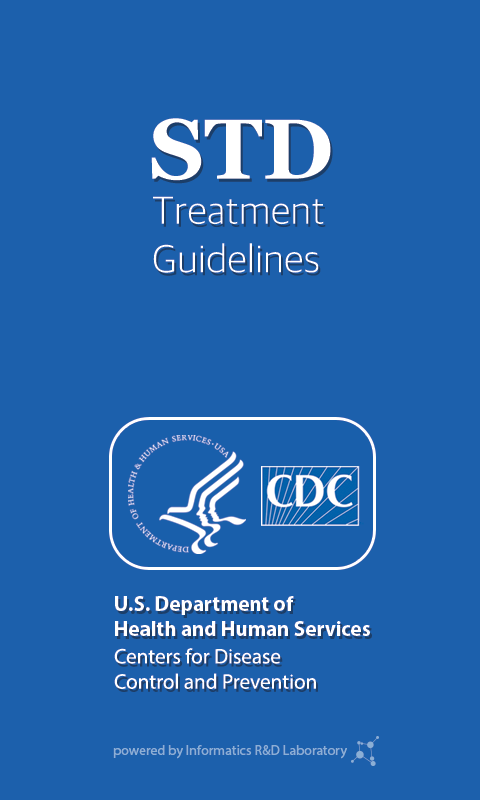 STD
Treatment
Guidelines
DEPARTMENT OF HEALTH & HUMAN SERVICES · USA
CDC
U.S. Department of
Health and Human Services
Centers for Disease
Control and Prevention
powered by Informatics R&D Laboratory